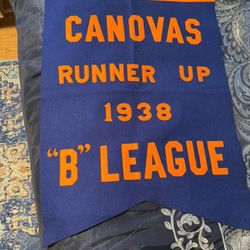 CANOVAS
RUNNER UP
1938
“B” LEAGUE